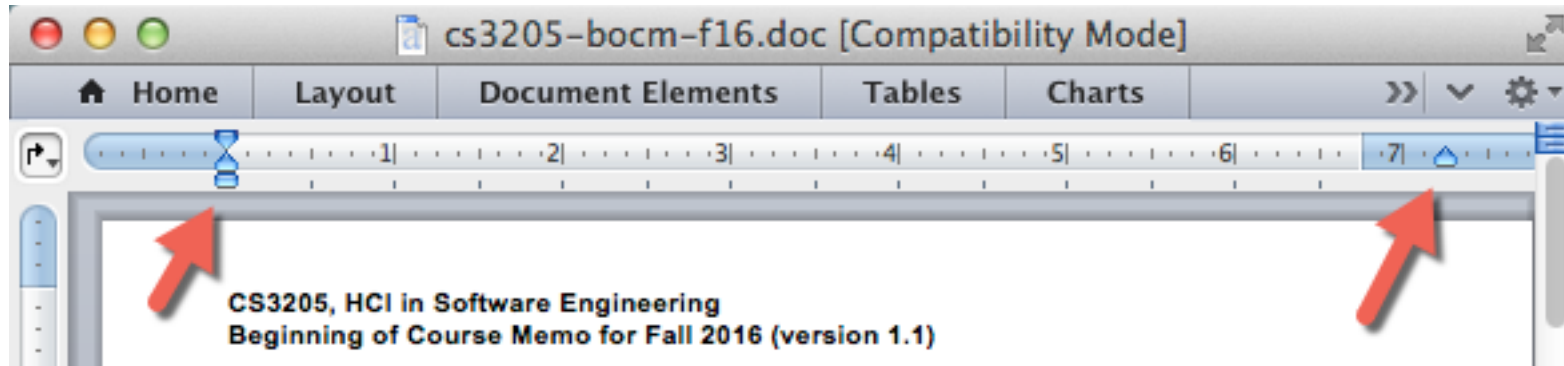 cs3205-bocm-f16.doc [Compatibility Mode]
Home Layout Document Elements Tables Charts
1 2 3 4 5 6 7
CS3205, HCI in Software Engineering
Beginning of Course Memo for Fall 2016 (version 1.1)